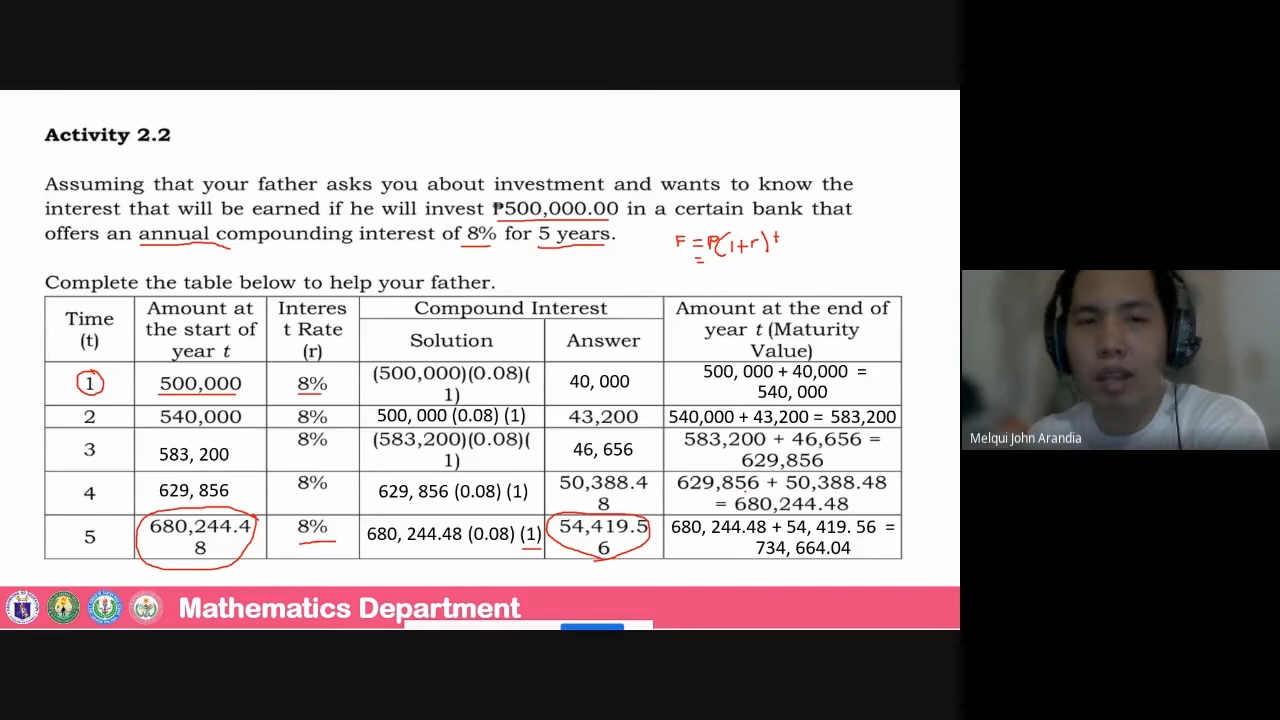 Activity 2.2
Assuming that your father asks you about investment and wants to know the
interest that will be earned if he will invest ₱500,000.00 in a certain bank that
offers an annual compounding interest of 8% for 5 years.
F = P(1+r)^t
=
Complete the table below to help your father.
Time
(t)
Amount at
the start of
year t
Interes
t Rate
(r)
Compound Interest
Solution
Answer
Amount at the end of
year t (Maturity
Value)
1
500,000
8%
(500,000)(0.08)(
1)
40, 000
500, 000 + 40,000 =
540, 000
2
540,000
8%
500, 000 (0.08) (1)
43,200
540,000 + 43,200 = 583,200
3
583, 200
8%
(583,200)(0.08)(
1)
46, 656
583,200 + 46,656 =
629,856
4
629, 856
8%
629, 856 (0.08) (1)
50,388.4
8
629,856 + 50,388.48
= 680,244.48
5
680,244.4
8
8%
680, 244.48 (0.08) (1)
54,419.5
6
680, 244.48 + 54, 419. 56 =
734, 664.04
Mathematics Department
Melqui John Arandia